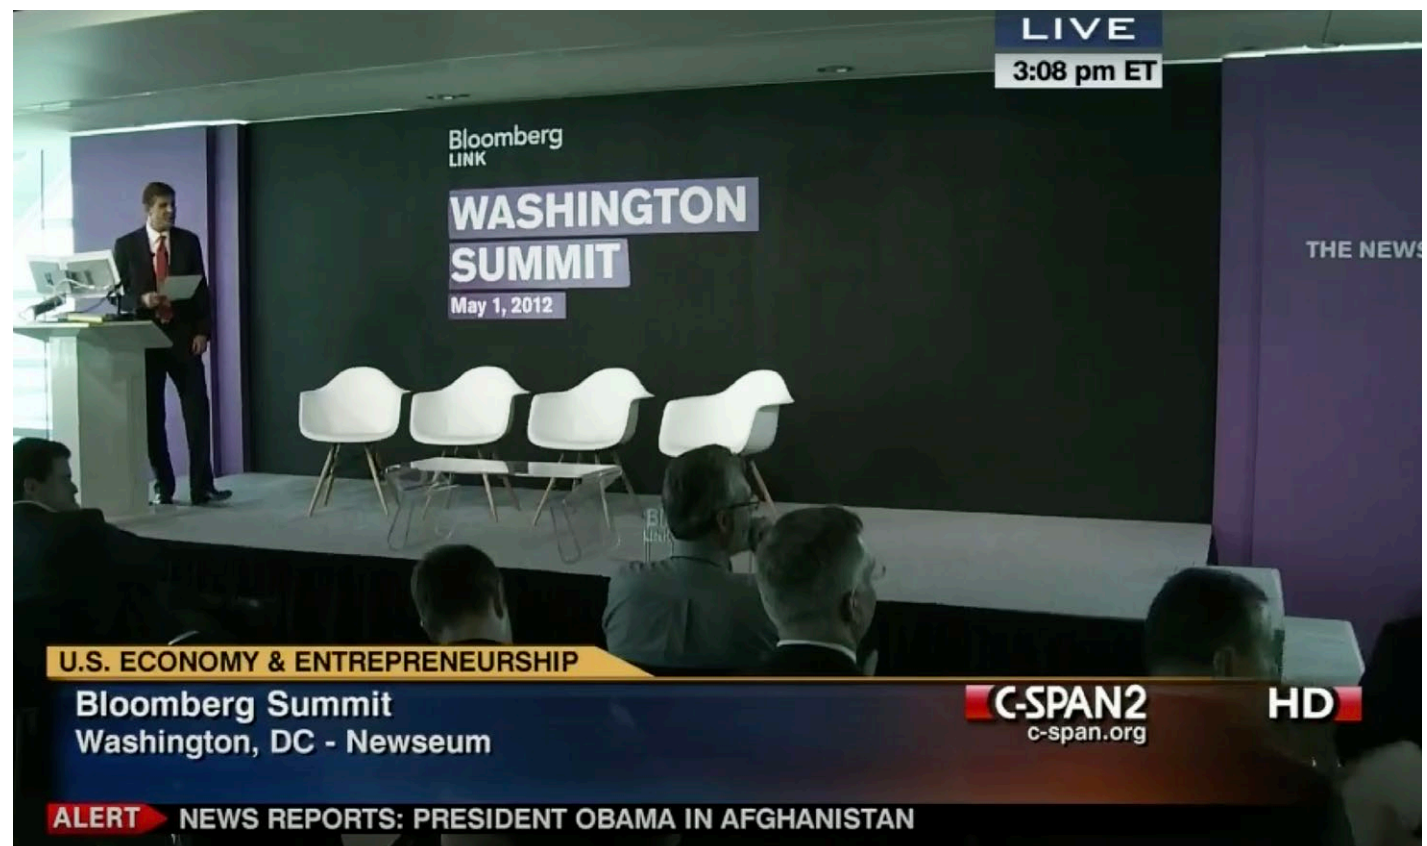 LIVE
3:08 pm ET
Bloomberg
LINK
WASHINGTON
SUMMIT
May 1, 2012
THE NEWS
U.S. ECONOMY & ENTREPRENEURSHIP
Bloomberg Summit
Washington, DC - Newseum
C-SPAN2
c-span.org
HD
ALERT
NEWS REPORTS: PRESIDENT OBAMA IN AFGHANISTAN